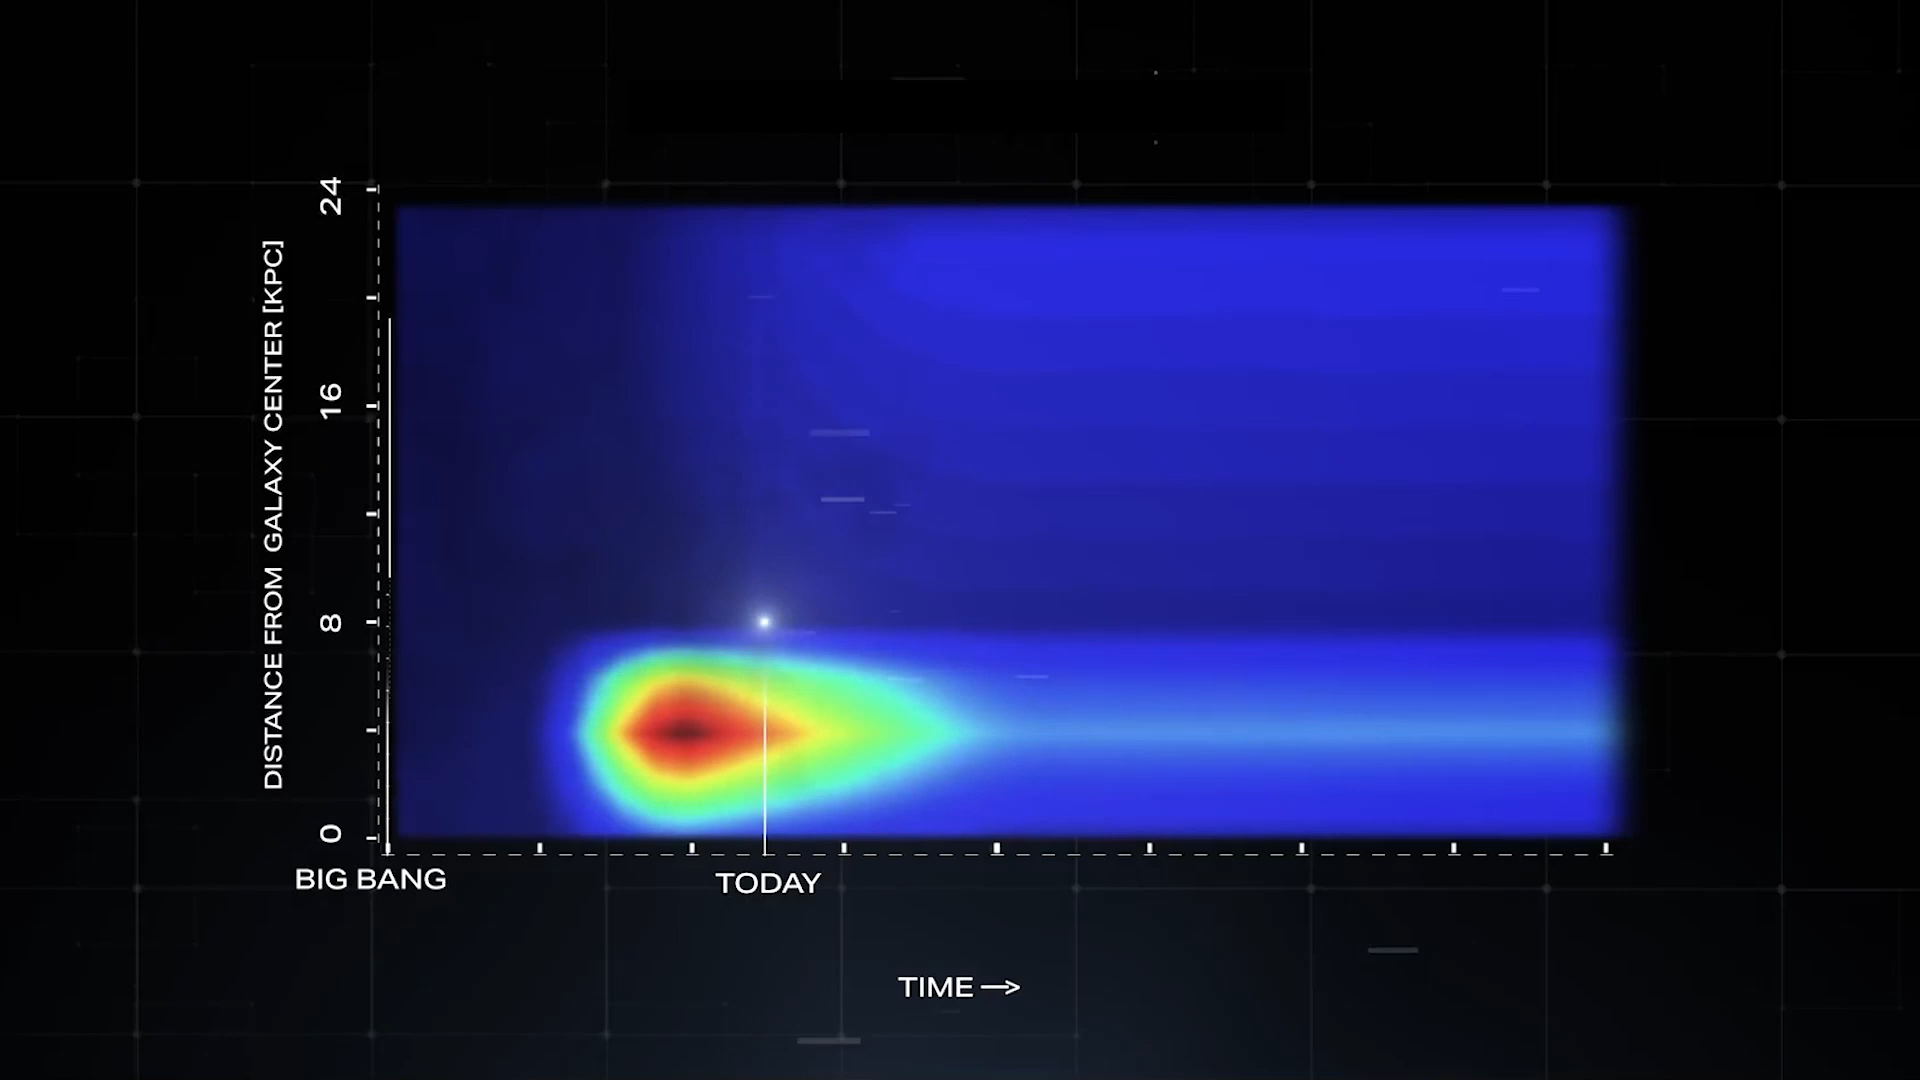 DISTANCE FROM GALAXY CENTER [KPC]
24
16
8
0
BIG BANG
TODAY
TIME →